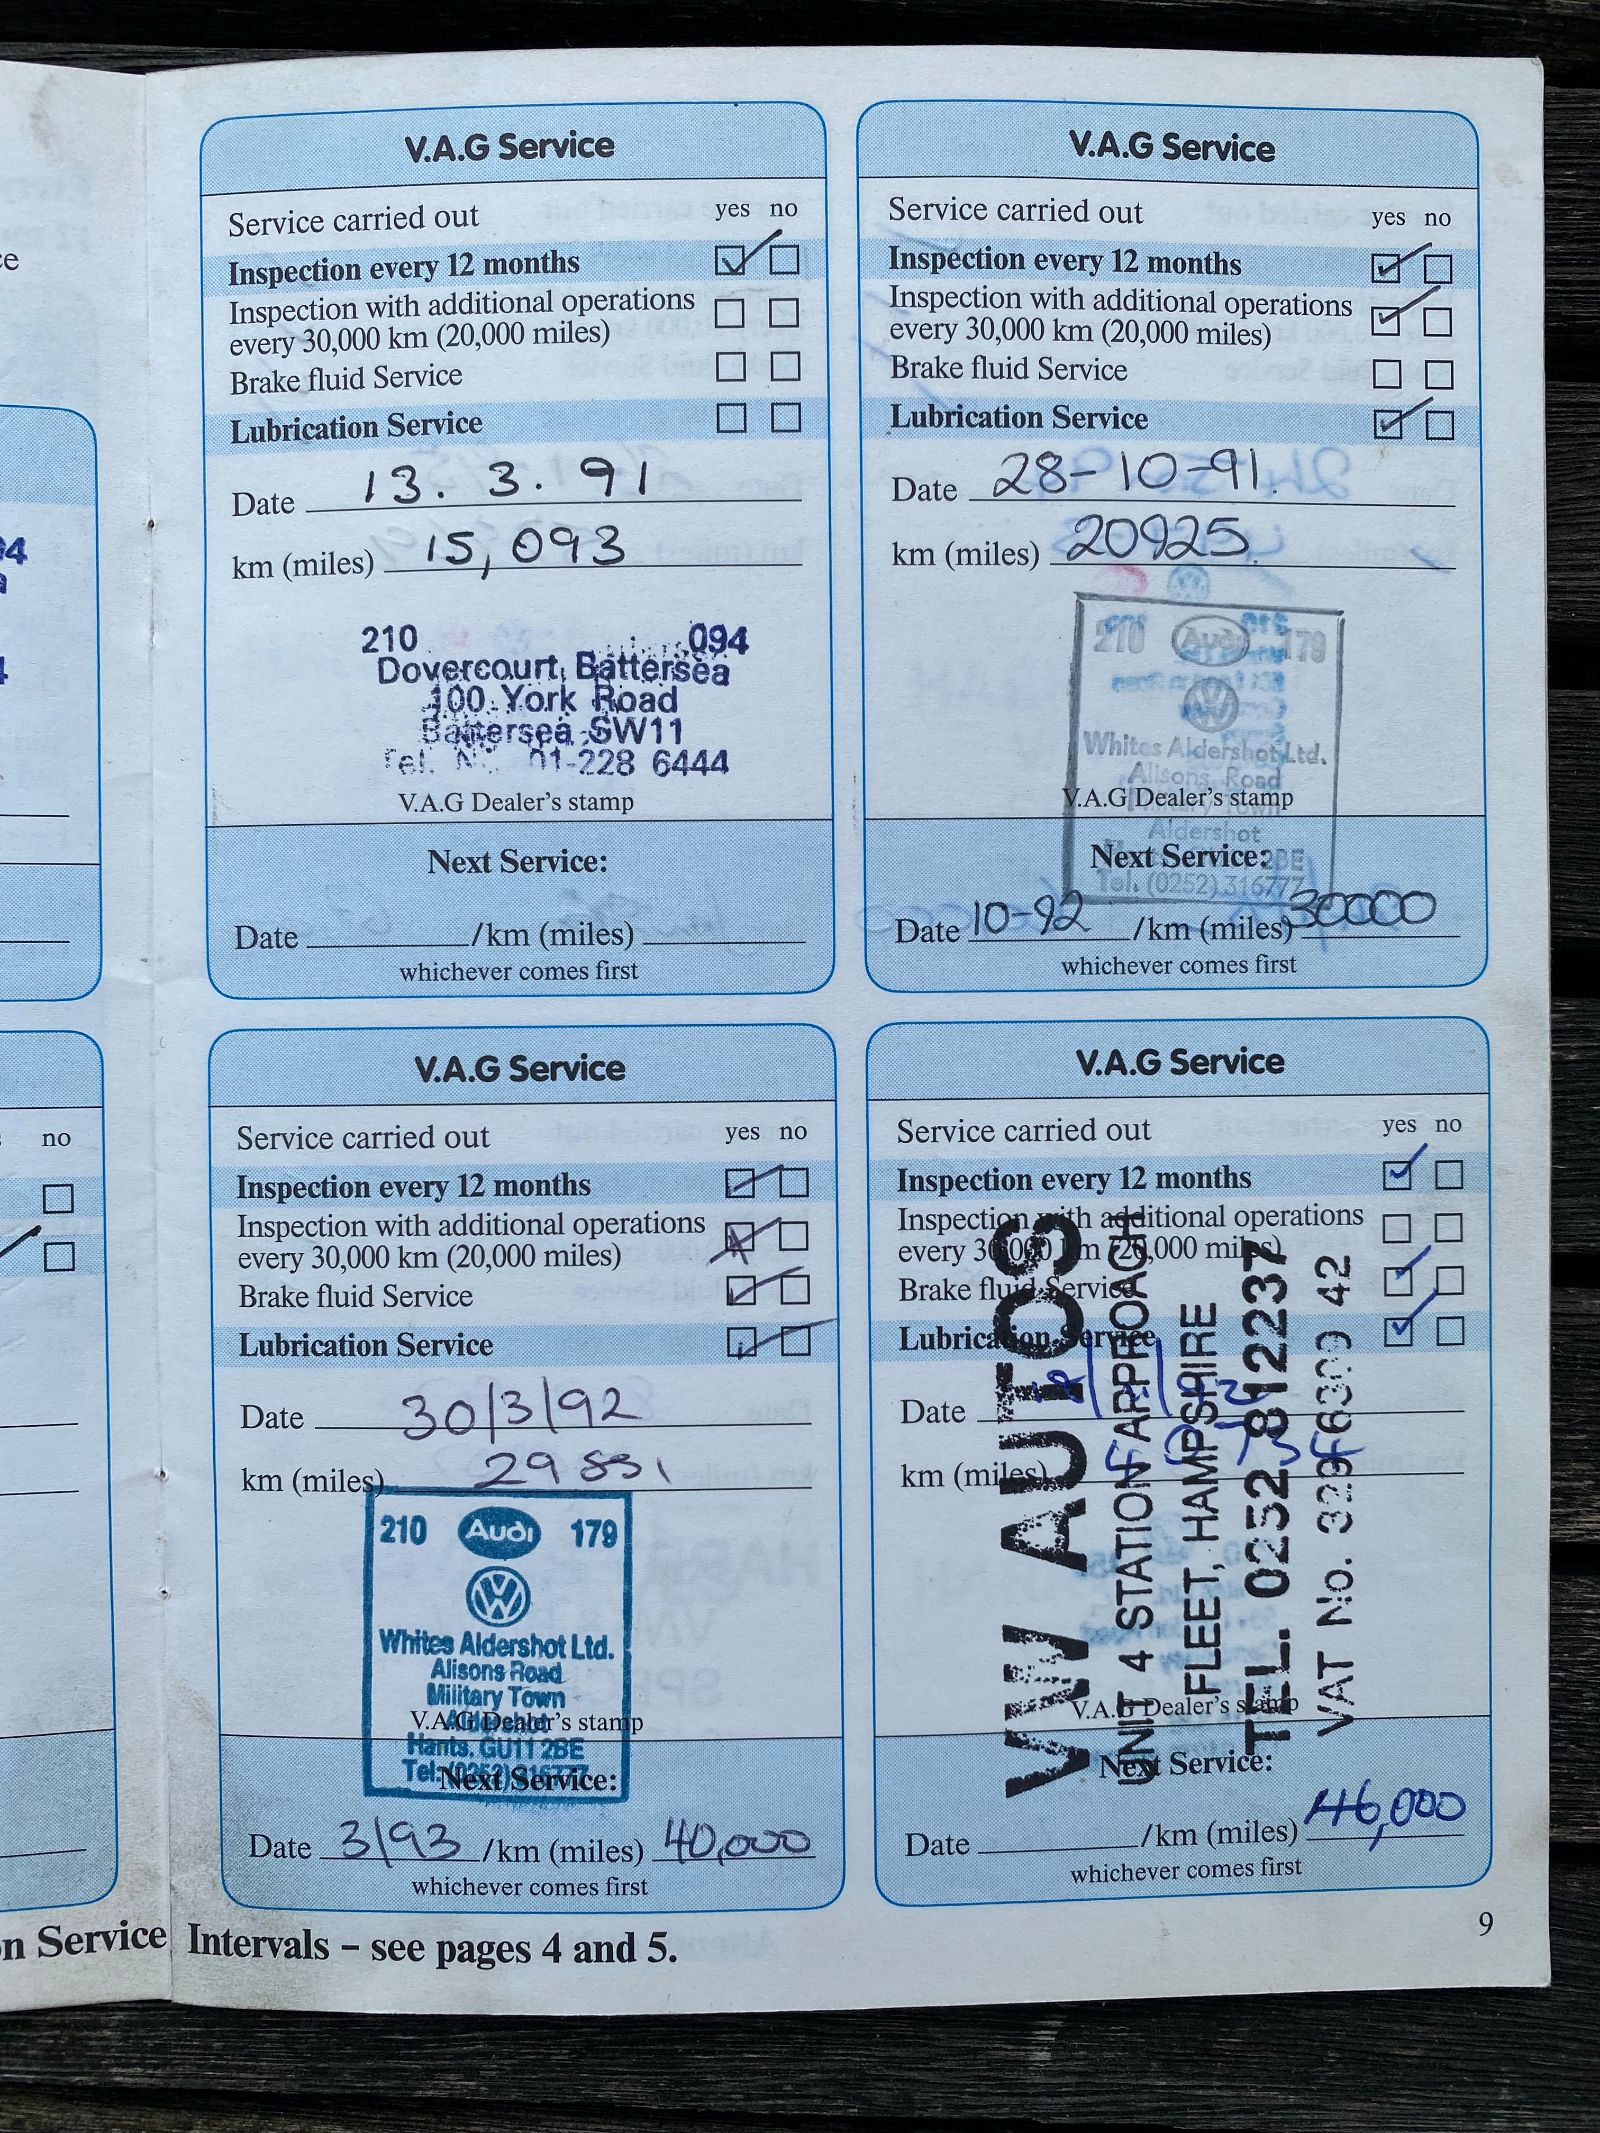 V.A.G Service
Service carried out yes no
Inspection every 12 months
Inspection with additional operations
every 30,000 km (20,000 miles)
Brake fluid Service
Lubrication Service
Date 13. 3. 91
km (miles) 15,093
210 094
Dovercourt, Battersea
100 York Road
Battersea SW11
Tel. No. 01-228 6444
V.A.G Dealer's stamp
Next Service:
Date /km (miles)
whichever comes first
V.A.G Service
Service carried out yes no
Inspection every 12 months
Inspection with additional operations
every 30,000 km (20,000 miles)
Brake fluid Service
Lubrication Service
Date 28-10-91.
km (miles) 20925
210 Audi 179
Whites Aldershot Ltd.
Alisons Road
Military Town
V.A.G Dealer's stamp
Aldershot
2BE
Next Service:
Tel. (0252) 316777
Date 10-92 /km (miles) 30000
whichever comes first
V.A.G Service
Service carried out yes no
Inspection every 12 months
Inspection with additional operations
every 30,000 km (20,000 miles)
Brake fluid Service
Lubrication Service
Date 30/3/92
km (miles) 29831
210 Audi 179
Whites Aldershot Ltd.
Alisons Road
Military Town
Aldershot
V.A.G Dealer's stamp
Hants. GU11 2BE
Tel: (0252) 316777
Next Service:
Date 3/93 /km (miles) 40,000
whichever comes first
V.A.G Service
Service carried out yes no
Inspection every 12 months
Inspection with additional operations
every 30,000 km (20,000 miles)
Brake fluid Service
Lubrication Service
Date
km (miles)
VW AUTOS
UNIT 4 STATION APPROACH
FLEET, HAMPSHIRE
TEL. 0252 812237
VAT No.
V.A.G Dealer's stamp
Next Service:
Date /km (miles) 46,000
whichever comes first
no
n Service Intervals – see pages 4 and 5.
9